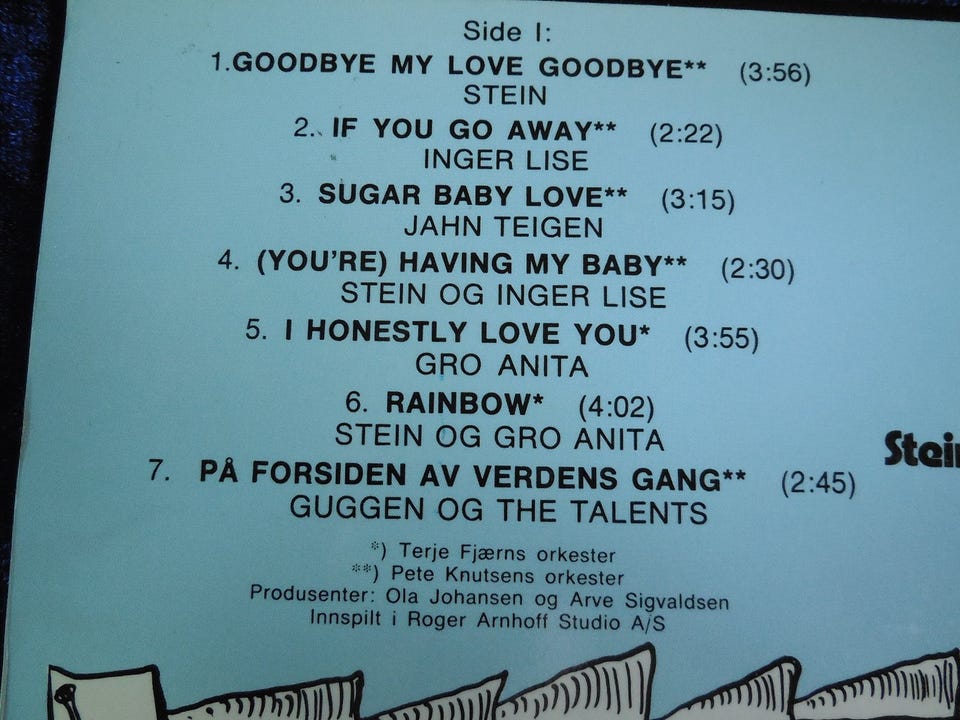 Side I:
1.GOODBYE MY LOVE GOODBYE** (3:56)
STEIN
2. IF YOU GO AWAY** (2:22)
INGER LISE
3. SUGAR BABY LOVE** (3:15)
JAHN TEIGEN
4. (YOU'RE) HAVING MY BABY** (2:30)
STEIN OG INGER LISE
5. I HONESTLY LOVE YOU* (3:55)
GRO ANITA
6. RAINBOW* (4:02)
STEIN OG GRO ANITA
7. PÅ FORSIDEN AV VERDENS GANG** (2:45)
GUGGEN OG THE TALENTS
*) Terje Fjærns orkester
**) Pete Knutsens orkester
Produsenter: Ola Johansen og Arve Sigvaldsen
Innspilt i Roger Arnhoff Studio A/S